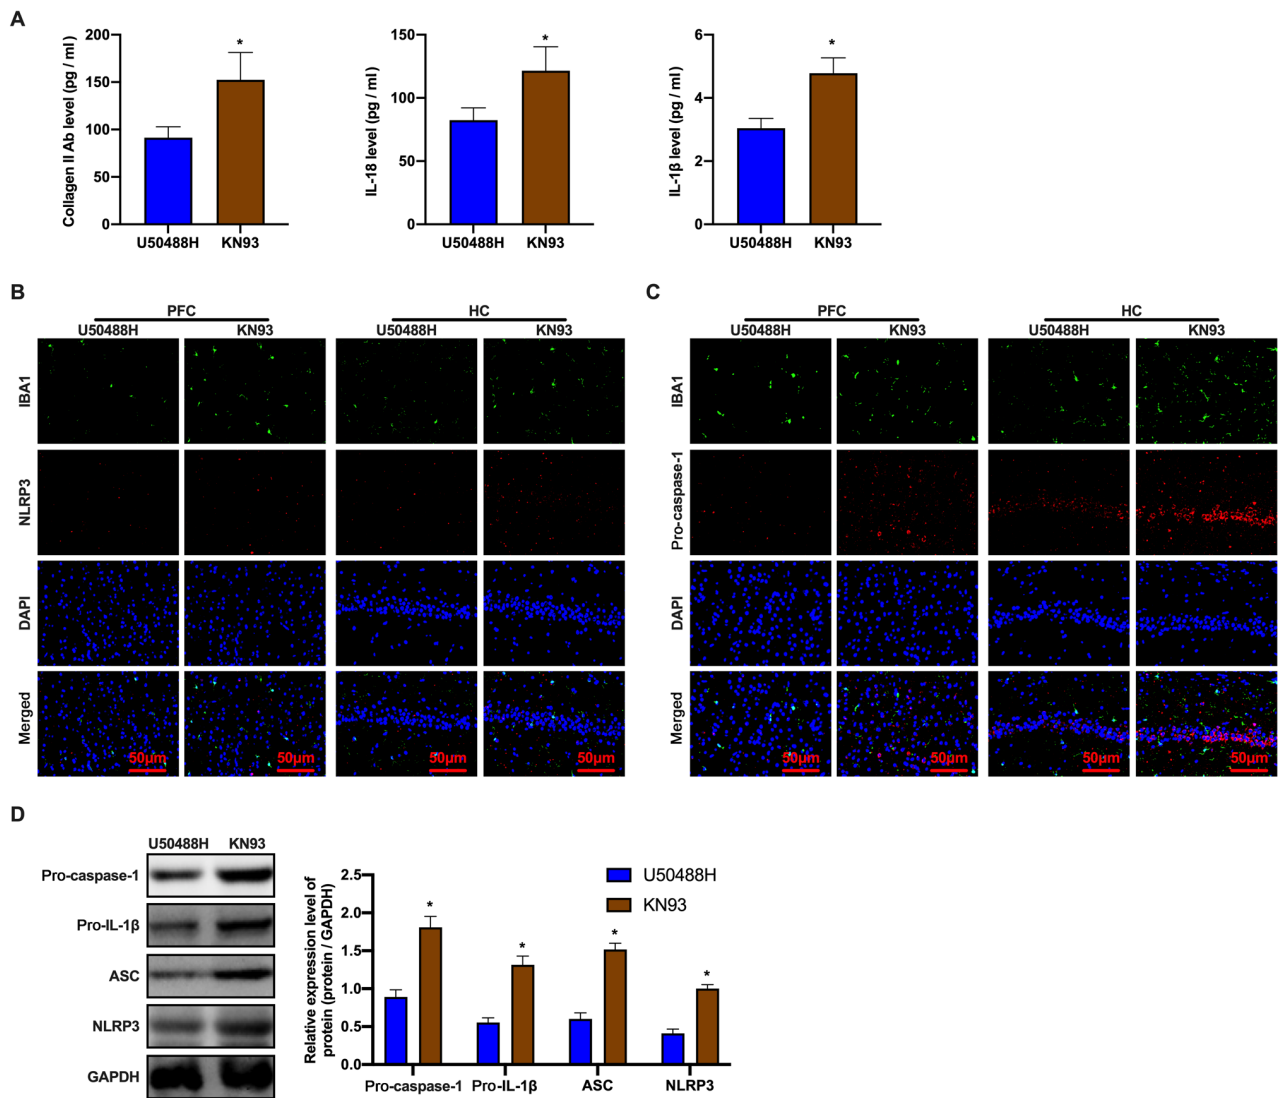 A
Collagen II Ab level (pg / ml)
200
150
100
50
0
*
U50488H KN93
IL-18 level (pg / ml)
150
100
50
0
*
U50488H KN93
IL-1β level (pg / ml)
6
4
2
0
*
U50488H KN93
B
PFC HC
U50488H KN93 U50488H KN93
IBA1
NLRP3
DAPI
Merged
50μm 50μm 50μm 50μm
C
PFC HC
U50488H KN93 U50488H KN93
IBA1
Pro-caspase-1
DAPI
Merged
50μm 50μm 50μm 50μm
D
U50488H KN93
Pro-caspase-1
Pro-IL-1β
ASC
NLRP3
GAPDH
Relative expression level of
protein (protein / GAPDH)
2.5
2.0
1.5
1.0
0.5
0.0
U50488H
KN93
* * * *
Pro-caspase-1 Pro-IL-1β ASC NLRP3